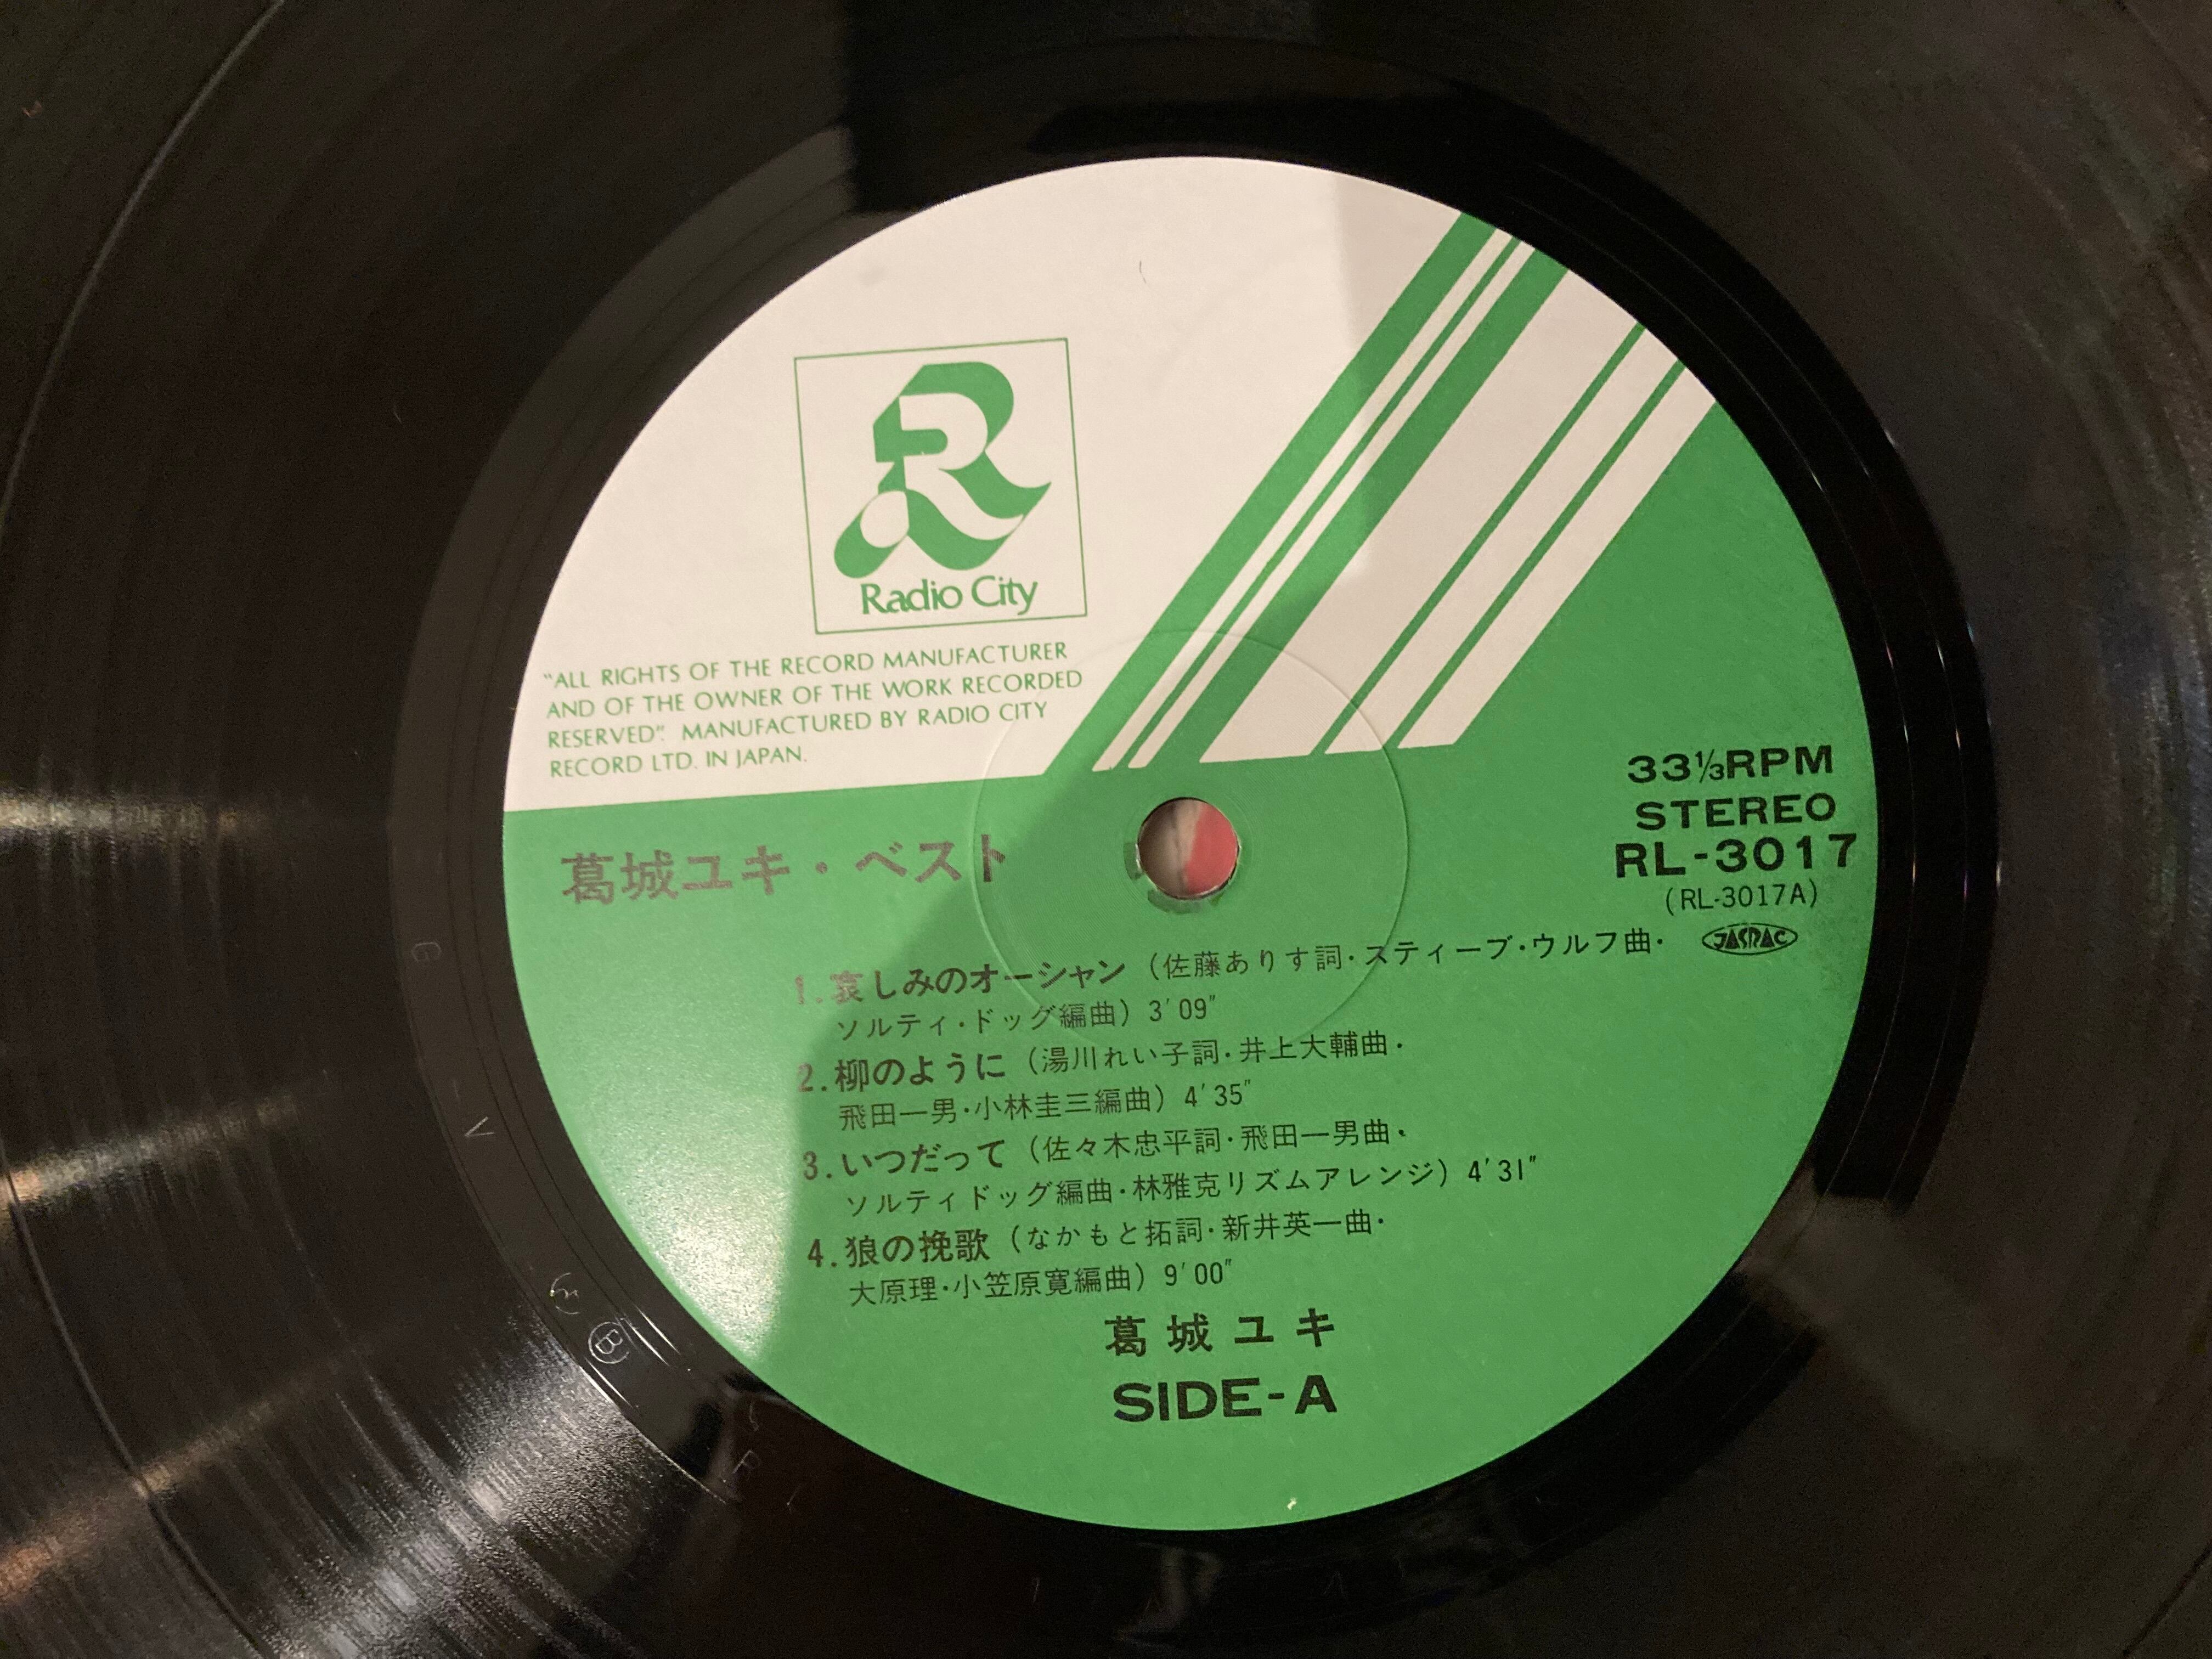 Radio City
"ALL RIGHTS OF THE RECORD MANUFACTURER
AND OF THE OWNER OF THE WORK RECORDED
RESERVED". MANUFACTURED BY RADIO CITY
RECORD LTD. IN JAPAN.
33⅓RPM
STEREO
RL-3017
(RL-3017A)
JASRAC
葛城ユキ・ベスト
1.哀しみのオーシャン（佐藤ありす詞・スティーブ・ウルフ曲・
ソルティ・ドッグ編曲）3′09″
2.柳のように（湯川れい子詞・井上大輔曲・
飛田一男・小林圭三編曲）4′35″
3.いつだって（佐々木忠平詞・飛田一男曲・
ソルティドッグ編曲・林雅克リズムアレンジ）4′31″
4.狼の挽歌（なかもと拓詞・新井英一曲・
大原理・小笠原寛編曲）9′00″
葛城ユキ
SIDE-A